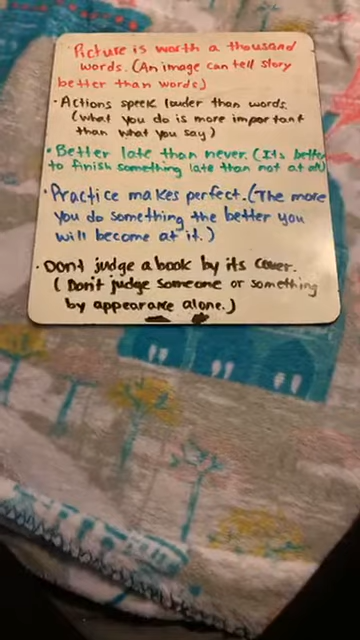 · Picture is worth a thousand
words. (An image can tell story
better than words)
· Actions speek louder than words.
(What you do is more important
than what you say)
· Better late than never. (Its better
to finish something late than not at all)
· Practice makes perfect. (The more
you do something the better you
will become at it.)
· Dont judge a book by its cover.
( Don't judge someone or something
by appearance alone.)